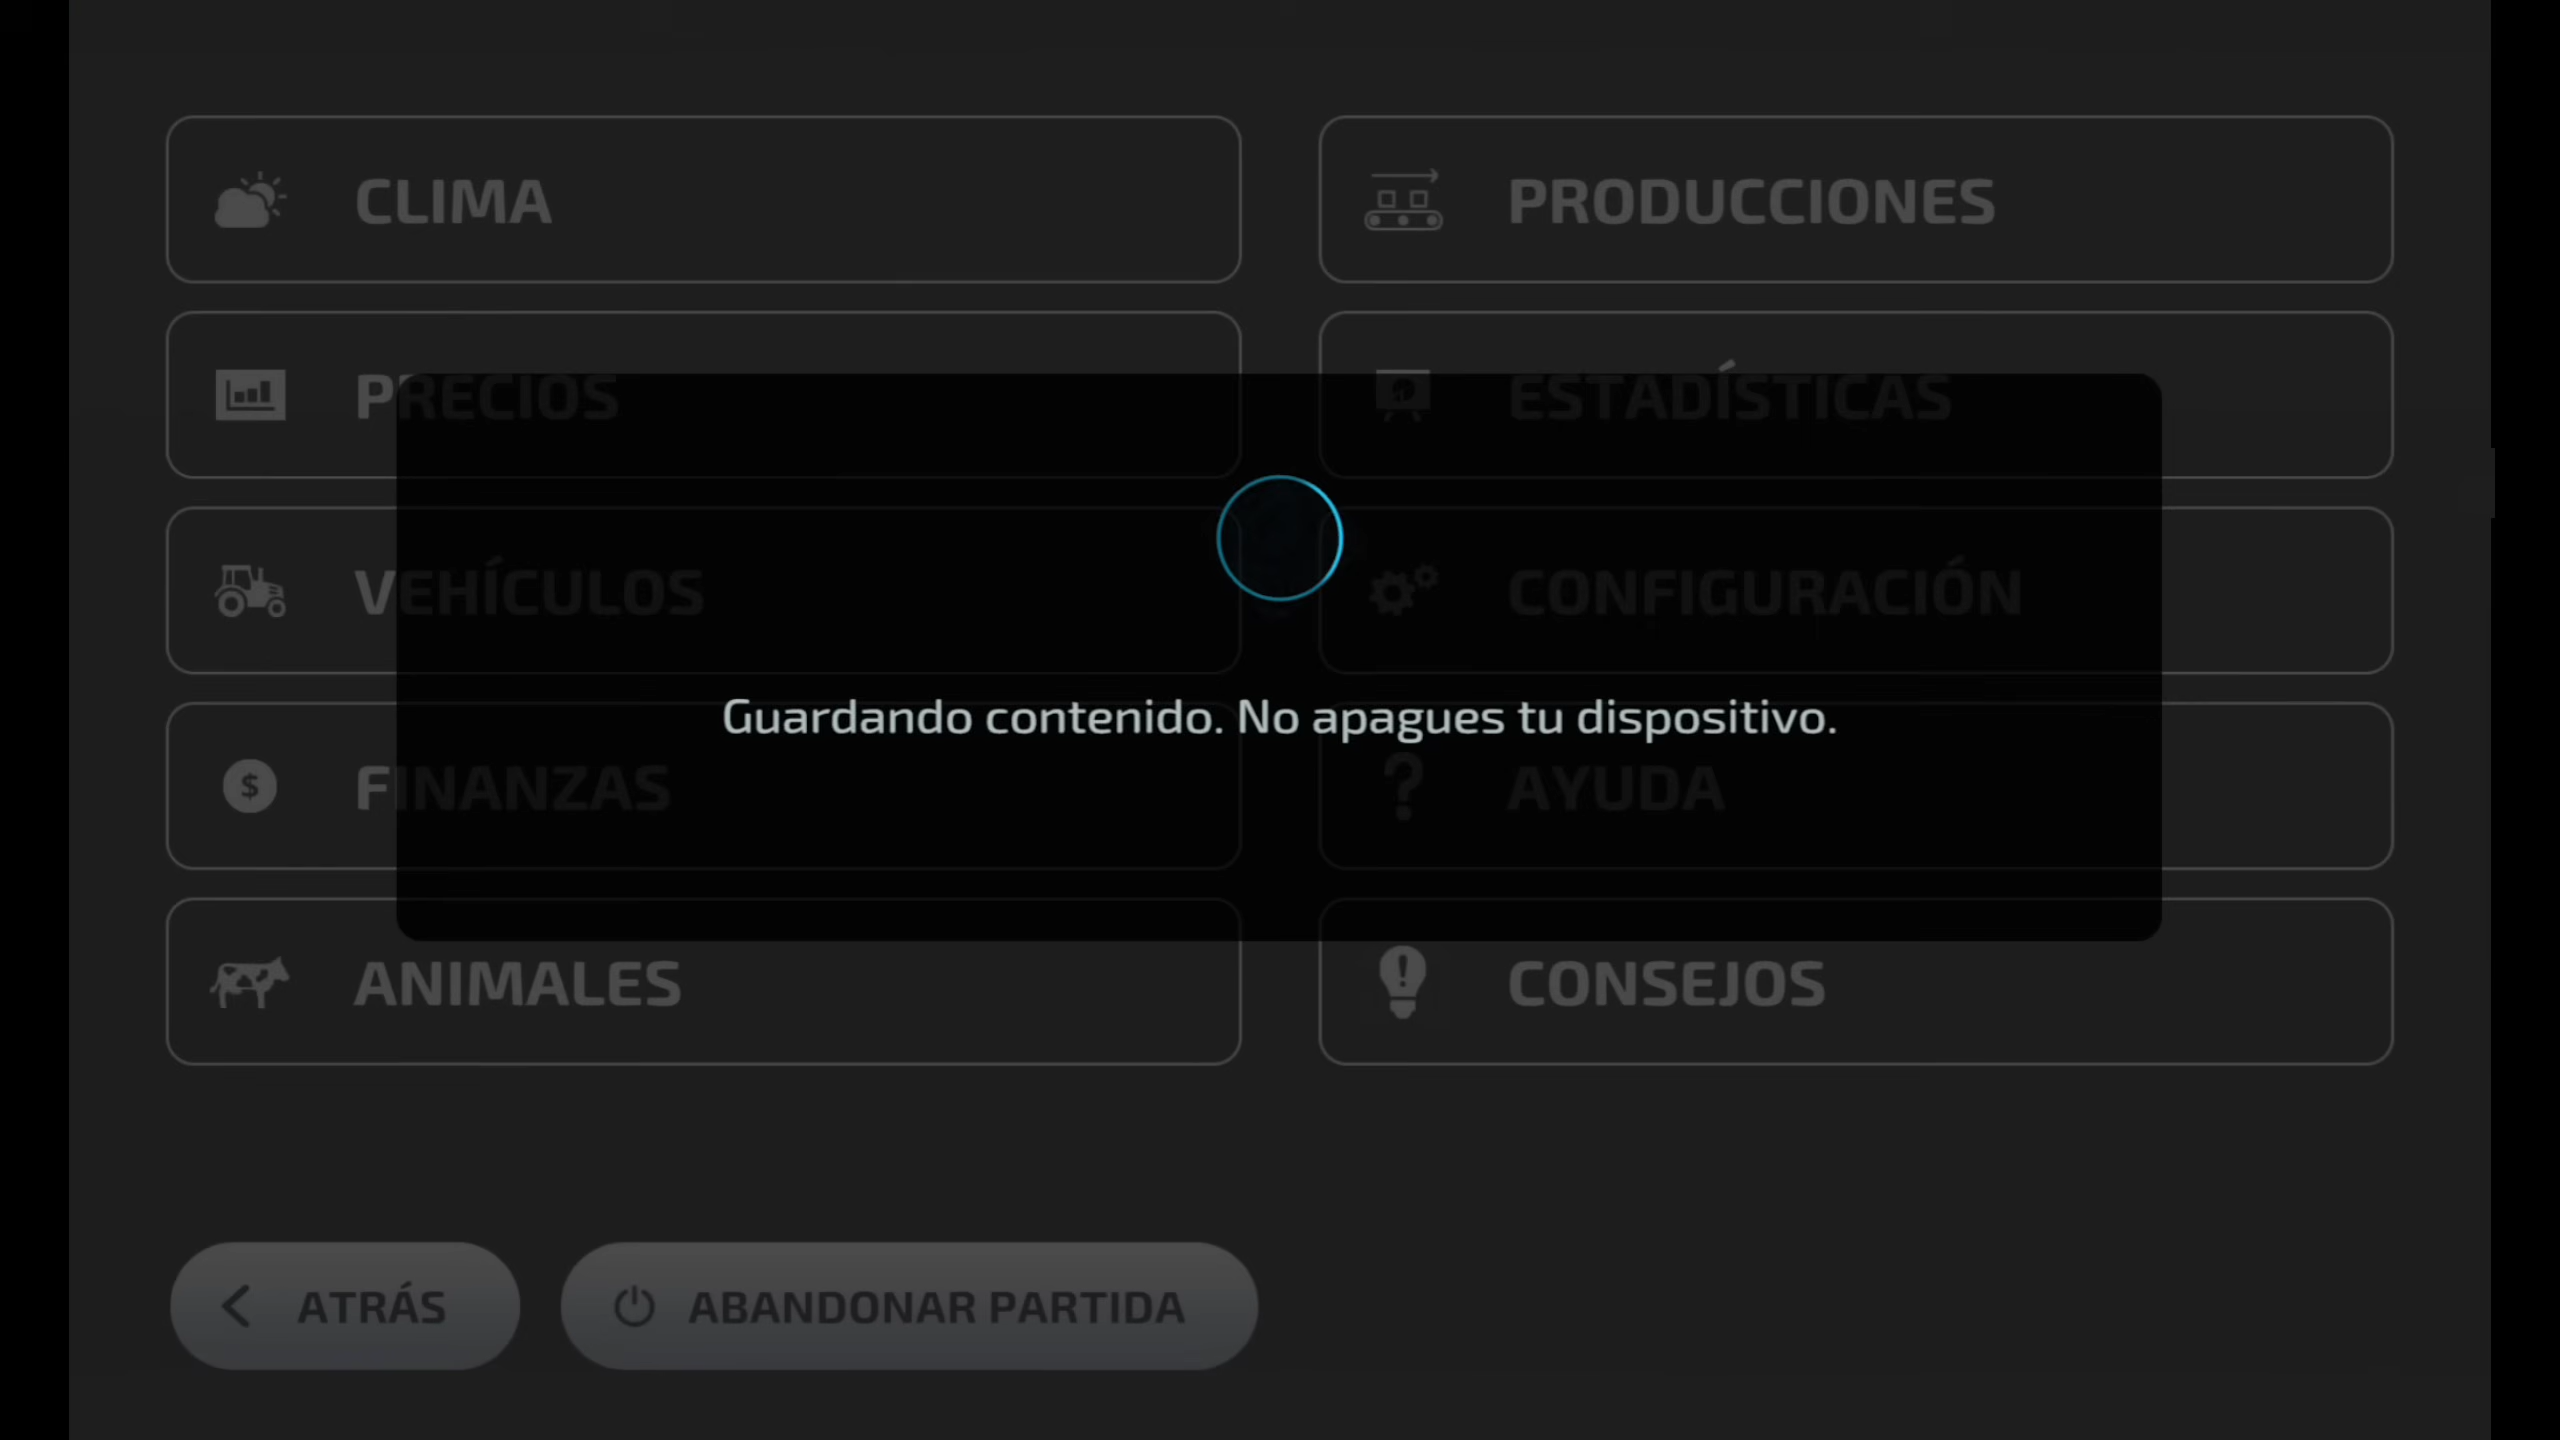 CLIMA
PRODUCCIONES
PRECIOS
ESTADÍSTICAS
VEHÍCULOS
CONFIGURACIÓN
Guardando contenido. No apagues tu dispositivo.
FINANZAS
AYUDA
ANIMALES
CONSEJOS
ATRÁS
ABANDONAR PARTIDA